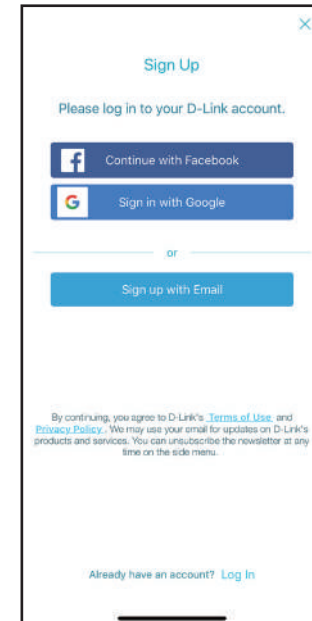 Sign Up
Please log in to your D-Link account.
Continue with Facebook
Sign in with Google
or
Sign up with Email
By continuing, you agree to D-Link's Terms of Use and
Privacy Policy. We may use your email for updates on D-Link's
products and services. You can unsubscribe the newsletter at any
time on the side menu.
Already have an account? Log In